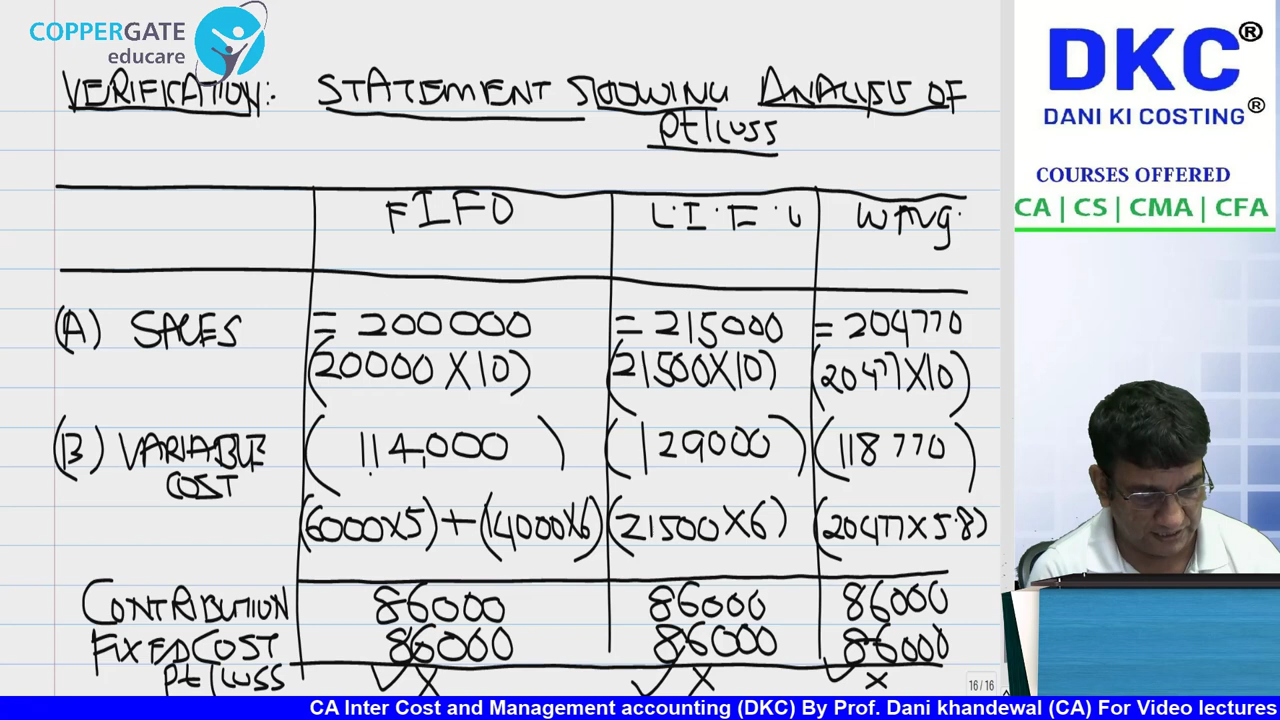 COPPERGATE
educare
VERIFICATION: STATEMENT SHOWING ANALYSIS OF
pt/Loss
FIFO L.I.F.O W AVG.
(A) SALES = 200000 = 215000 = 204770
(20000 X 10) (21500X10) (20477X10)
(B) VARIABLE COST (114,000) (129000) (118770)
(6000X5)+(14000X6) (21500X6) (20477X5.8)
CONTRIBUTION 86000 86000 86000
FIXED COST 86000 86000 86000
pt/Loss ✓ X ✓ X ✓ X
16/16
DKC®
DANI KI COSTING®
COURSES OFFERED
CA | CS | CMA | CFA
CA Inter Cost and Management accounting (DKC) By Prof. Dani khandewal (CA) For Video lectures